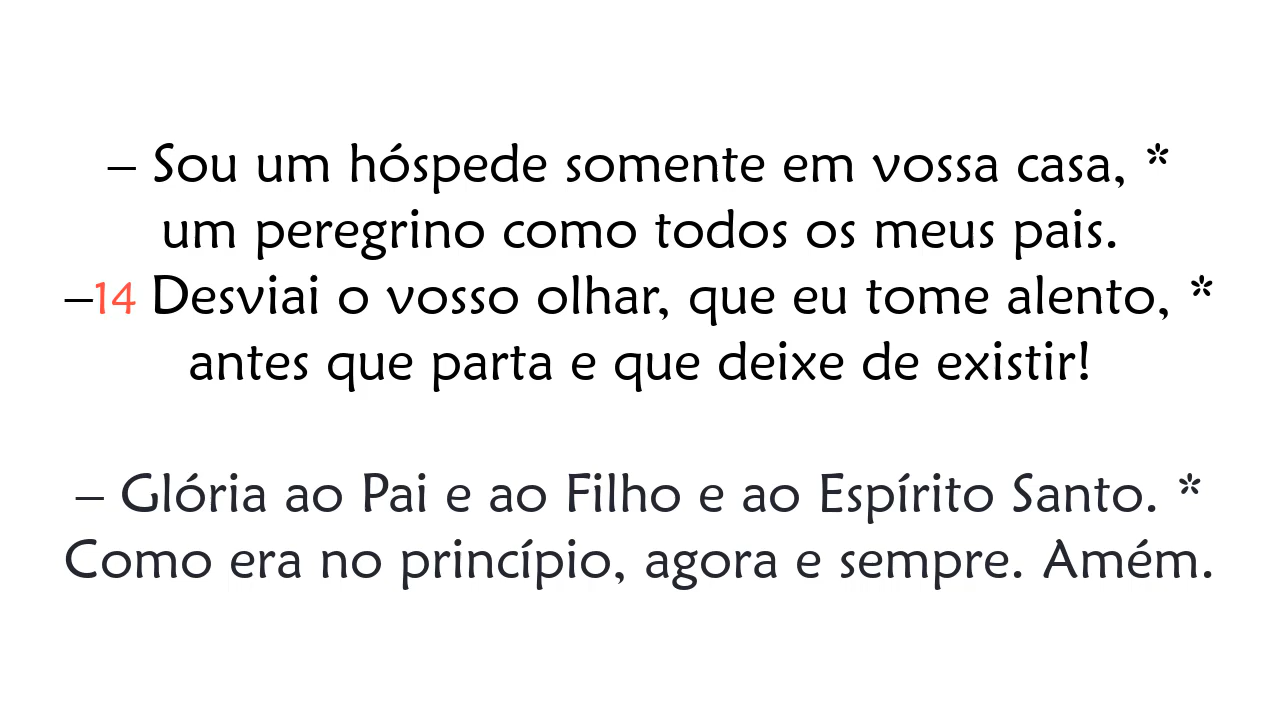 – Sou um hóspede somente em vossa casa, *
um peregrino como todos os meus pais.
–14 Desviai o vosso olhar, que eu tome alento, *
antes que parta e que deixe de existir!
– Glória ao Pai e ao Filho e ao Espírito Santo. *
Como era no princípio, agora e sempre. Amém.